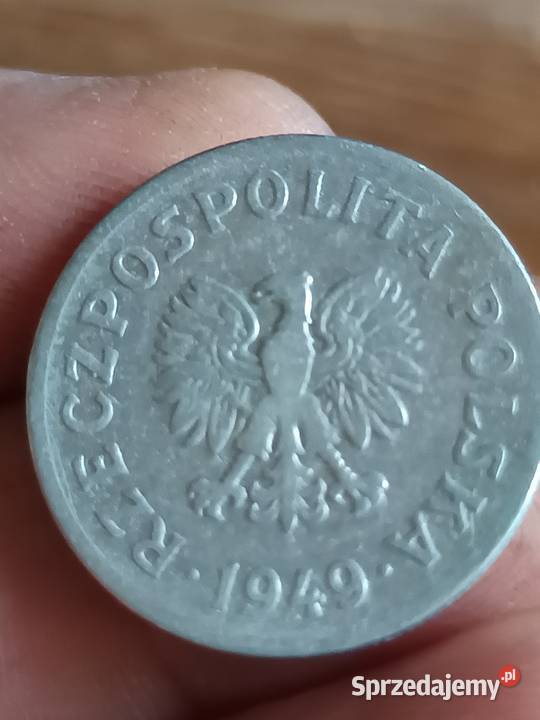 RZECZPOSPOLITA POLSKA
·1949·
Sprzedajemy.pl